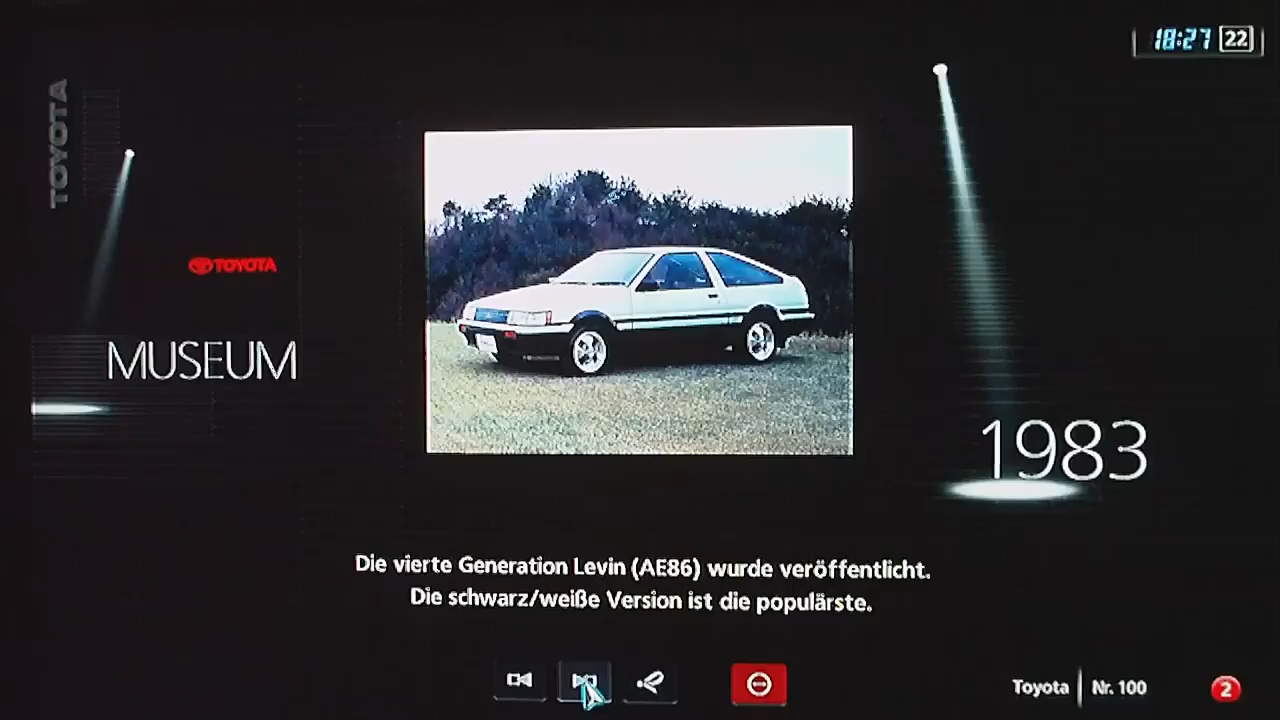 18:27 22
TOYOTA
TOYOTA
MUSEUM
1983
Die vierte Generation Levin (AE86) wurde veröffentlicht.
Die schwarz/weiße Version ist die populärste.
Toyota | Nr. 100
2